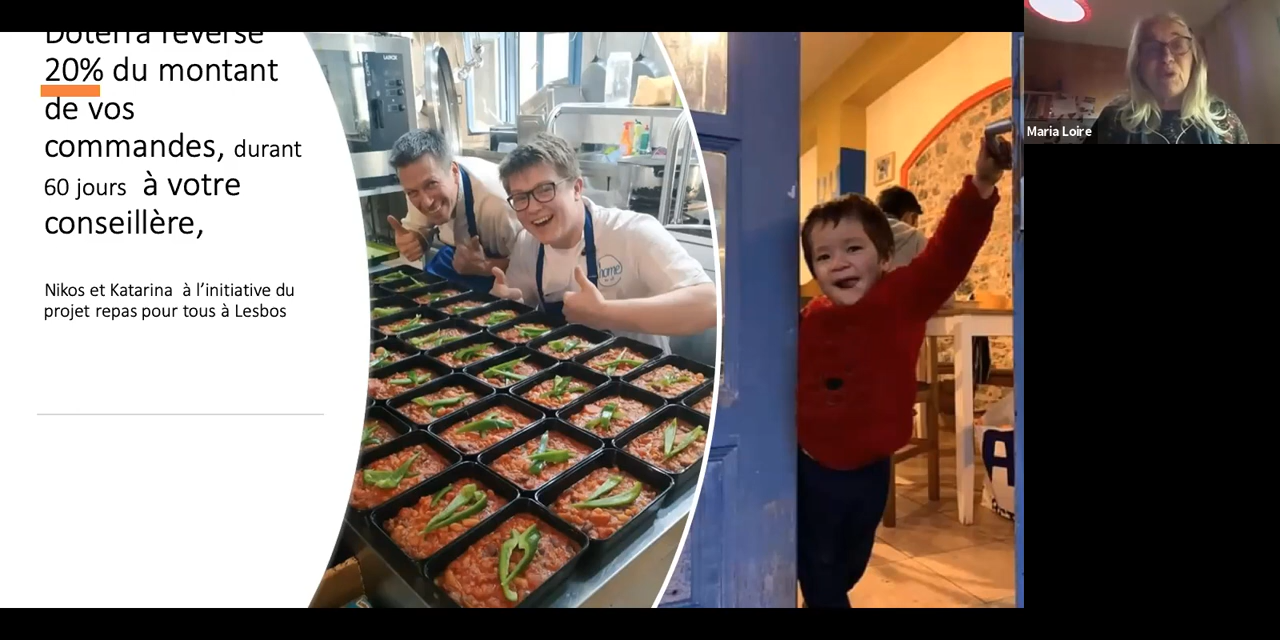 Doterra reverse
20% du montant
de vos
commandes, durant
60 jours à votre
conseillère,
Nikos et Katarina à l’initiative du
projet repas pour tous à Lesbos
home
Maria Loire